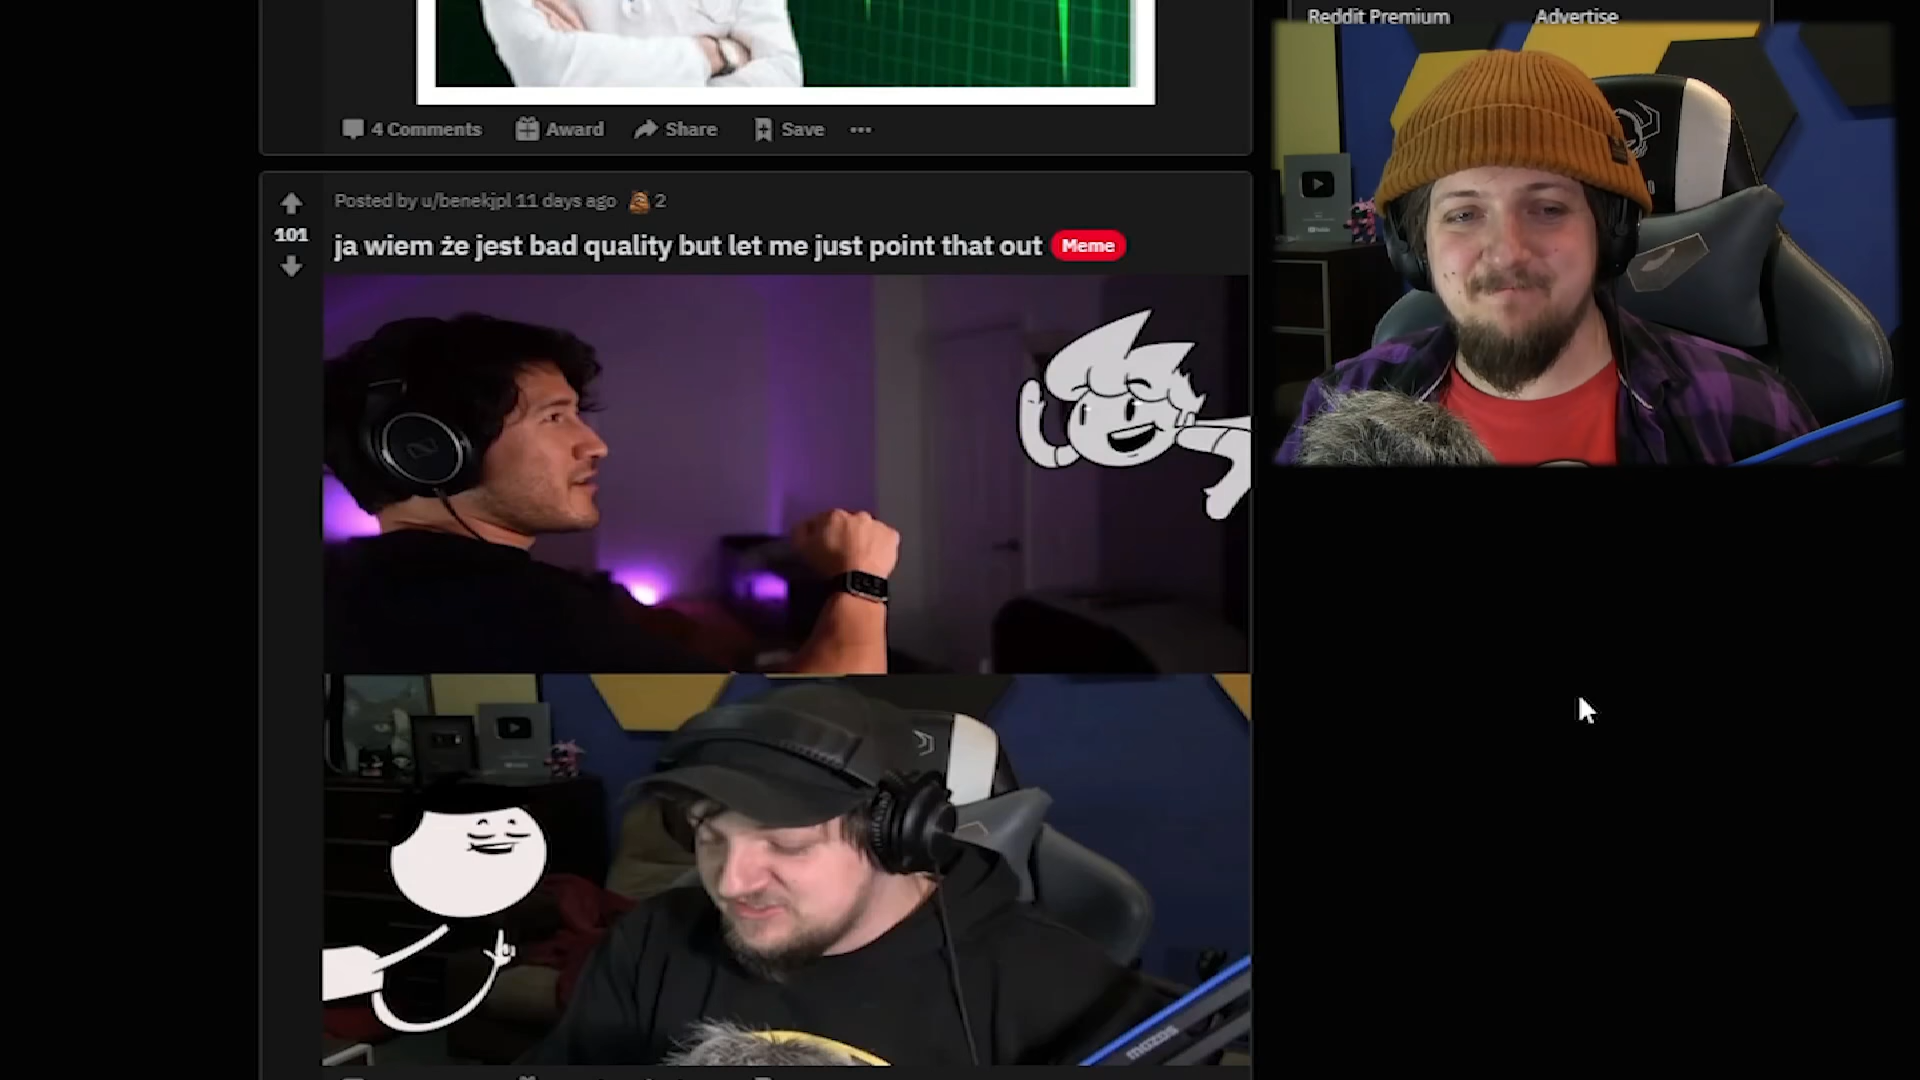 Reddit Premium
Advertise
4 Comments
Award
Share
Save
Posted by u/benekjpl 11 days ago
2
101
ja wiem że jest bad quality but let me just point that out
Meme